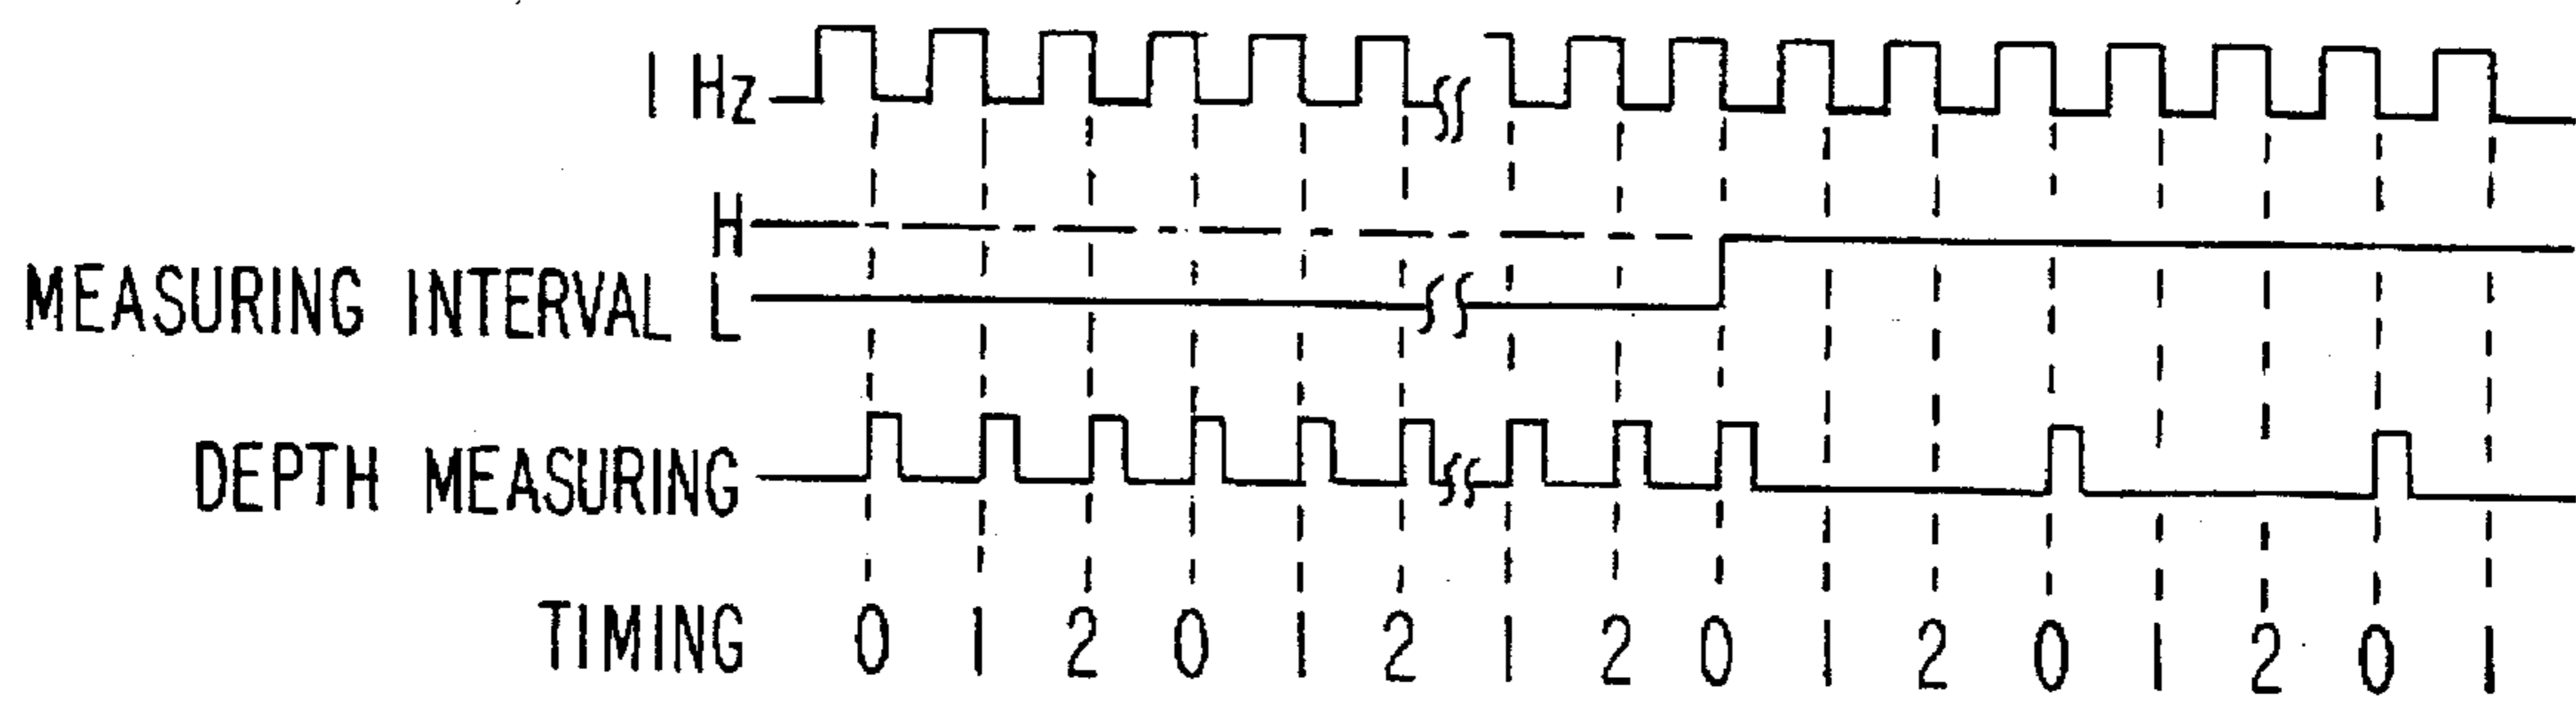 1 Hz
H
MEASURING INTERVAL L
DEPTH MEASURING
TIMING 0 1 2 0 1 2 1 2 0 1 2 0 1 2 0 1